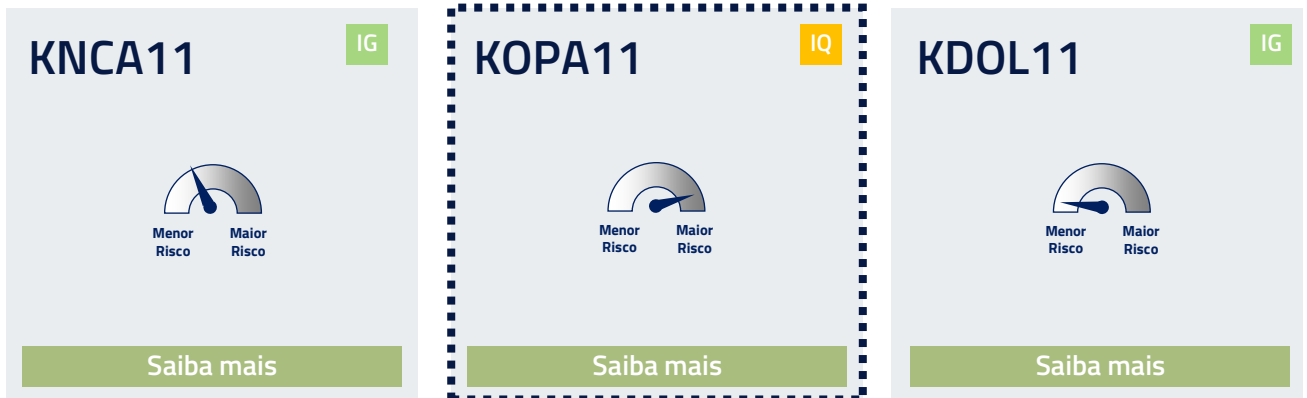 KNCA11
IG
Menor Risco
Maior Risco
Saiba mais
KOPA11
IQ
Menor Risco
Maior Risco
Saiba mais
KDOL11
IG
Menor Risco
Maior Risco
Saiba mais